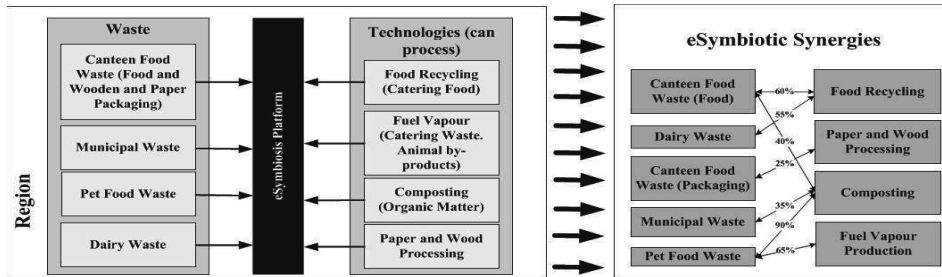 Region
Waste
Canteen Food
Waste (Food and
Wooden and Paper
Packaging)
Municipal Waste
Pet Food Waste
Dairy Waste
eSymbiosis Platform
Technologies (can
process)
Food Recycling
(Catering Food)
Fuel Vapour
(Catering Waste.
Animal by-
products)
Composting
(Organic Matter)
Paper and Wood
Processing
eSymbiotic Synergies
Canteen Food
Waste (Food)
Dairy Waste
Canteen Food
Waste (Packaging)
Municipal Waste
Pet Food Waste
60%
55%
40%
25%
35%
90%
65%
Food Recycling
Paper and Wood
Processing
Composting
Fuel Vapour
Production